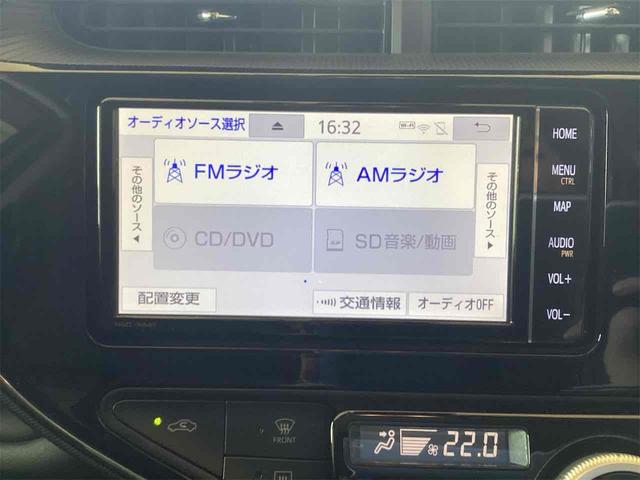 オーディオソース選択
16:32
Wi-Fi
その他のソース◀
FMラジオ
AMラジオ
その他のソース▶
CD/DVD
SD音楽/動画
配置変更
交通情報
オーディオOFF
HOME
MENU
CTRL
MAP
AUDIO
PWR
VOL+
VOL−
FRONT
22.0